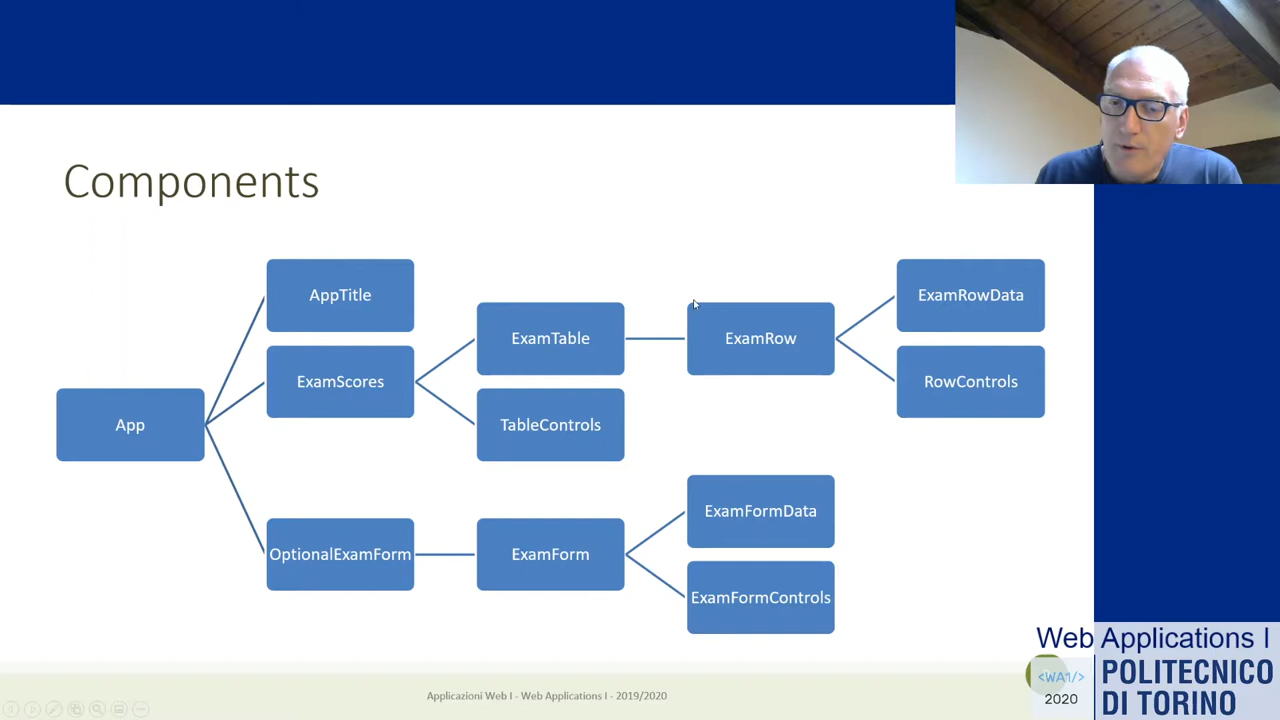 Components
AppTitle
ExamRowData
ExamTable
ExamRow
ExamScores
RowControls
App
TableControls
ExamFormData
OptionalExamForm
ExamForm
ExamFormControls
Web Applications I
<WA1/>
2020
POLITECNICO
DI TORINO
Applicazioni Web I - Web Applications I - 2019/2020